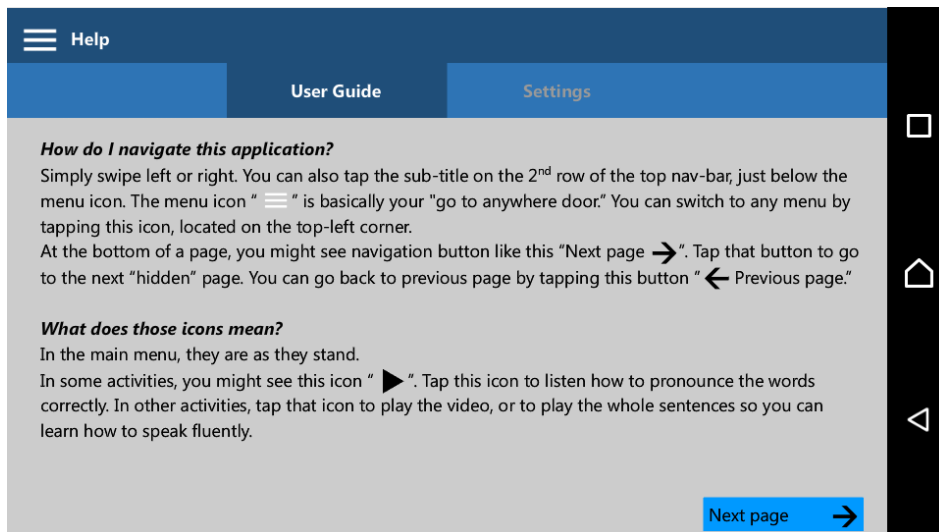 Help
User Guide
Settings
How do I navigate this application?
Simply swipe left or right. You can also tap the sub-title on the 2nd row of the top nav-bar, just below the
menu icon. The menu icon “ ” is basically your "go to anywhere door.” You can switch to any menu by
tapping this icon, located on the top-left corner.
At the bottom of a page, you might see navigation button like this “Next page →“. Tap that button to go
to the next “hidden” page. You can go back to previous page by tapping this button “ ← Previous page.”
What does those icons mean?
In the main menu, they are as they stand.
In some activities, you might see this icon “ ▶ “. Tap this icon to listen how to pronounce the words
correctly. In other activities, tap that icon to play the video, or to play the whole sentences so you can
learn how to speak fluently.
Next page →